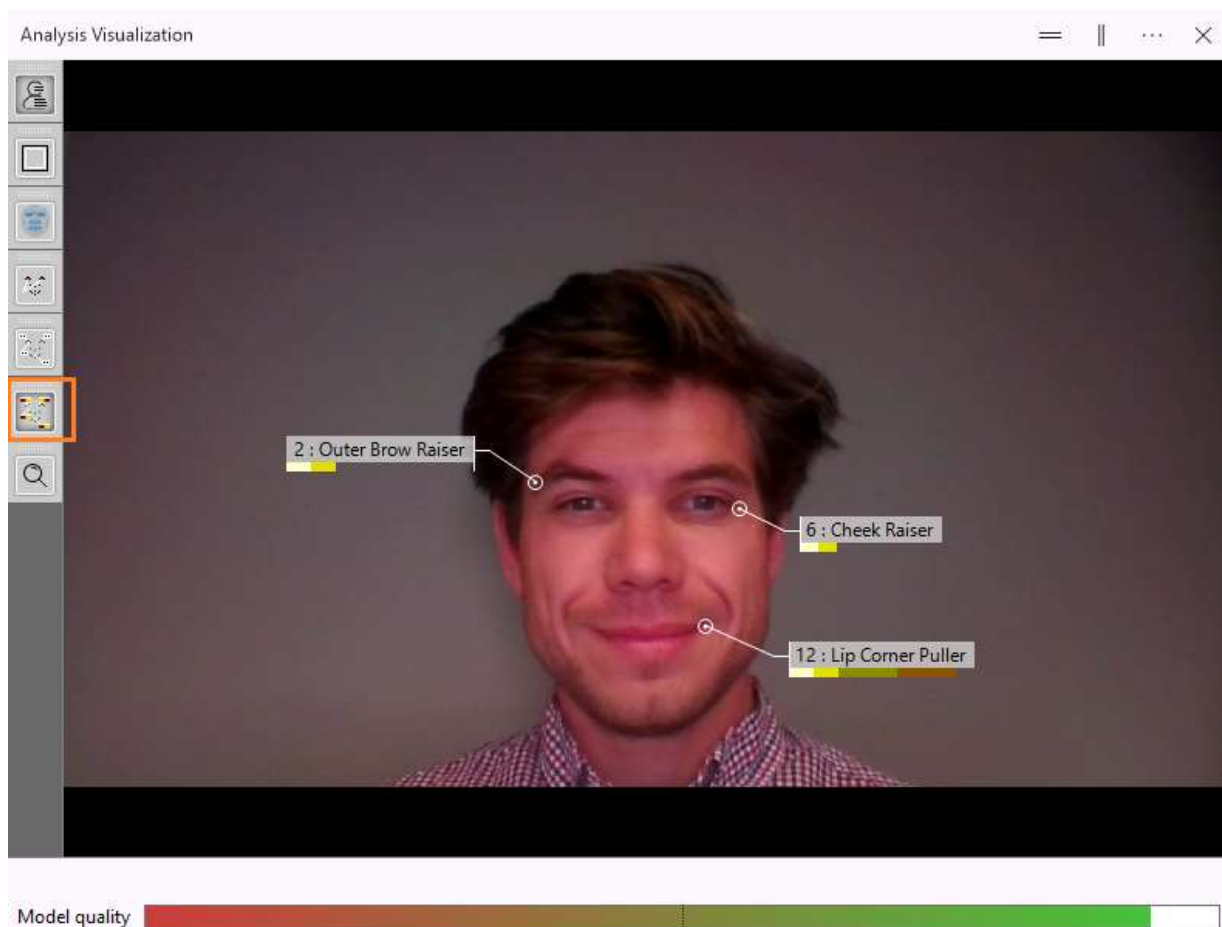 Analysis Visualization
2 : Outer Brow Raiser
6 : Cheek Raiser
12 : Lip Corner Puller
Model quality